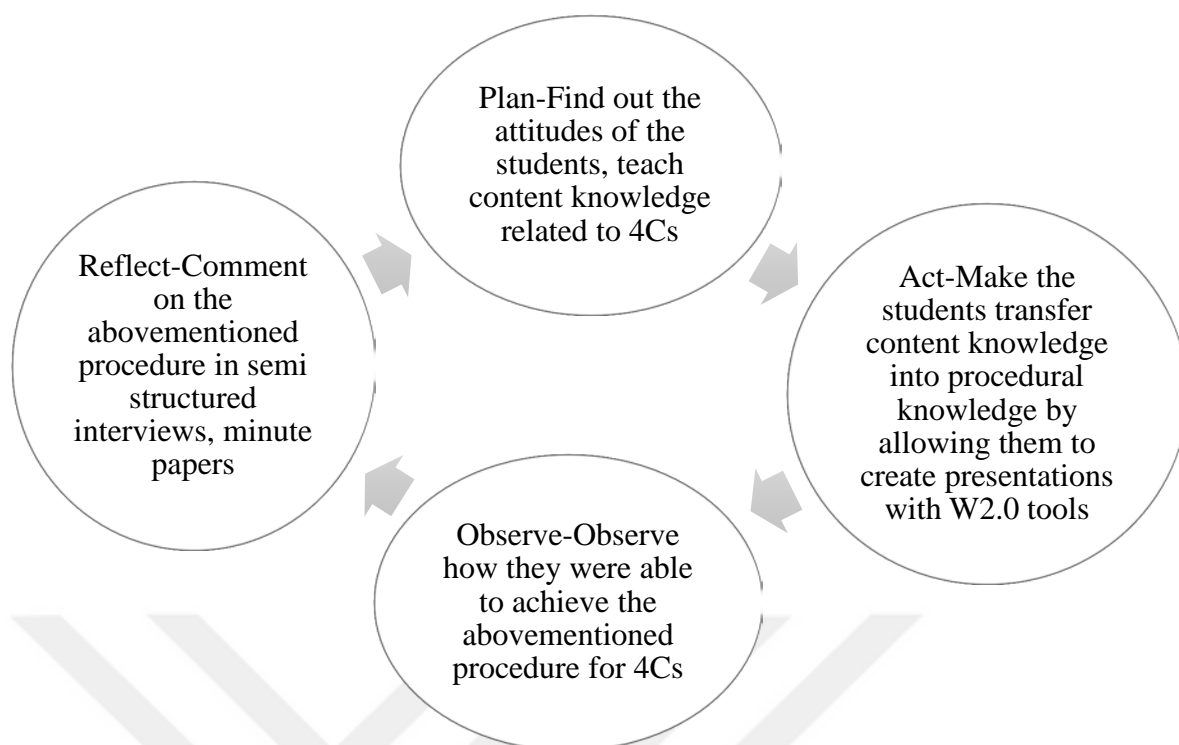 Plan-Find out the
attitudes of the
students, teach
content knowledge
related to 4Cs
Act-Make the
students transfer
content knowledge
into procedural
knowledge by
allowing them to
create presentations
with W2.0 tools
Observe-Observe
how they were able
to achieve the
abovementioned
procedure for 4Cs
Reflect-Comment
on the
abovementioned
procedure in semi
structured
interviews, minute
papers